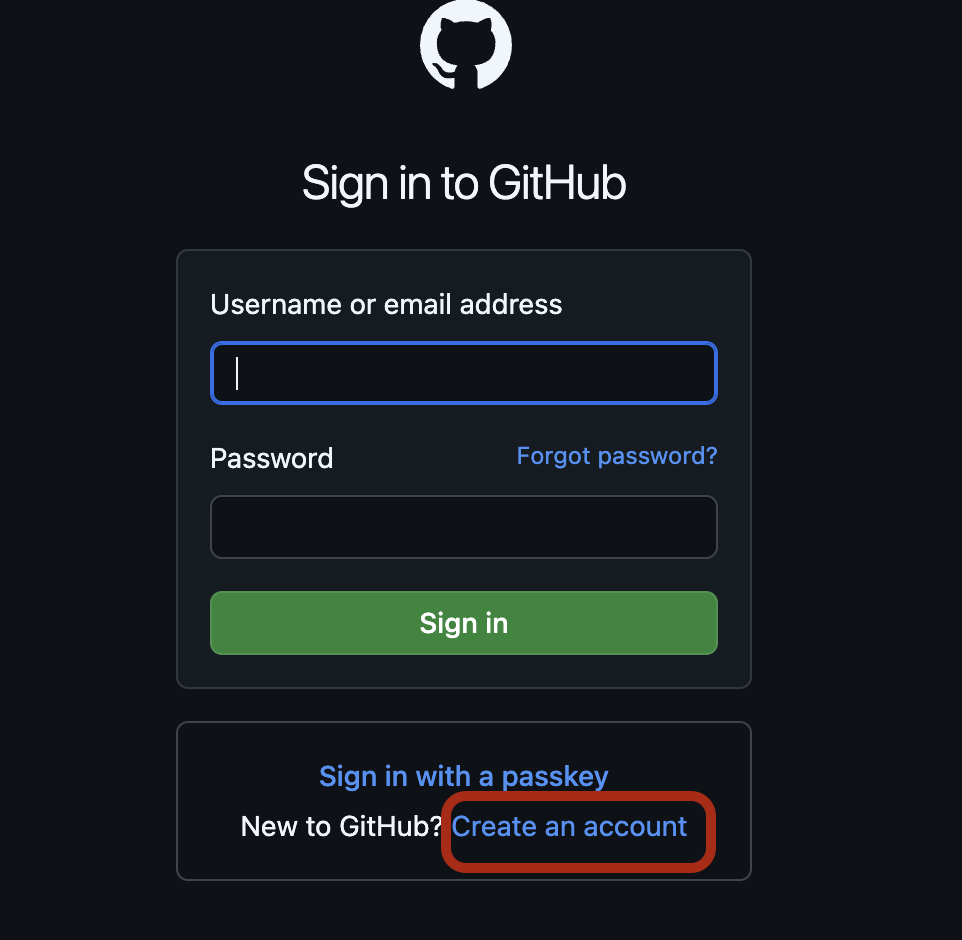 Sign in to GitHub
Username or email address
Password Forgot password?
Sign in
Sign in with a passkey
New to GitHub? Create an account